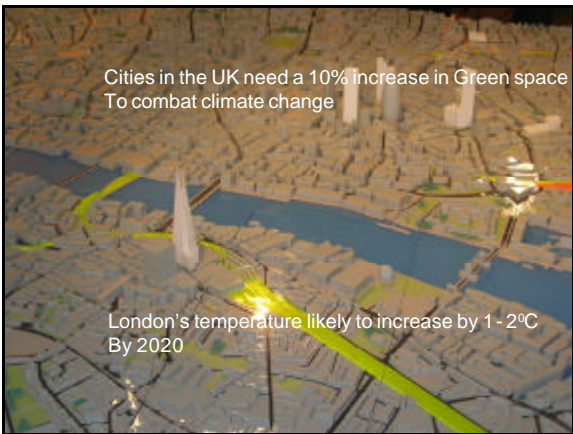 Cities in the UK need a 10% increase in Green space
To combat climate change
London's temperature likely to increase by 1-2⁰C
By 2020